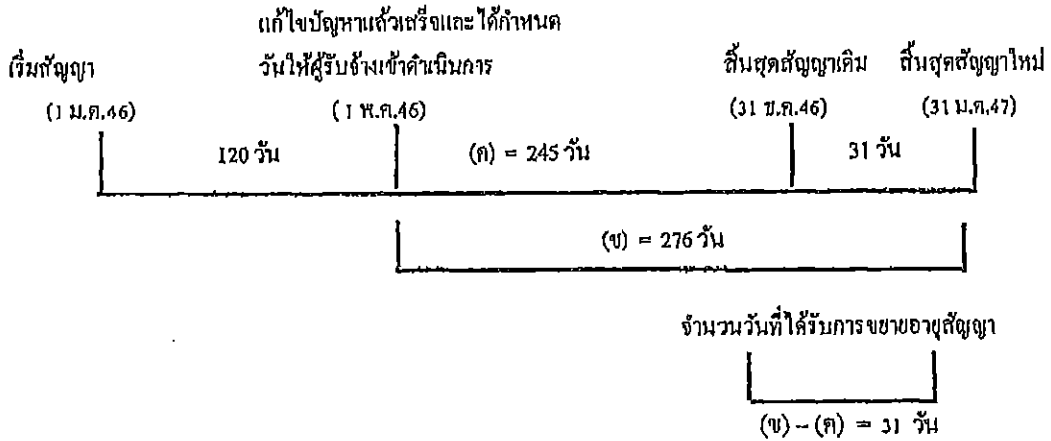 แก้ไขปัญหาแล้วเสร็จและได้กำหนด
เริ่มสัญญา วันให้ผู้รับจ้างเข้าดำเนินการ สิ้นสุดสัญญาเดิม สิ้นสุดสัญญาใหม่
(1 ม.ค.46) (1 พ.ค.46) (31 ธ.ค.46) (31 ม.ค.47)
120 วัน (ค) = 245 วัน 31 วัน
(ข) = 276 วัน
จำนวนวันที่ได้รับการขยายอายุสัญญา
(ข) – (ค) = 31 วัน